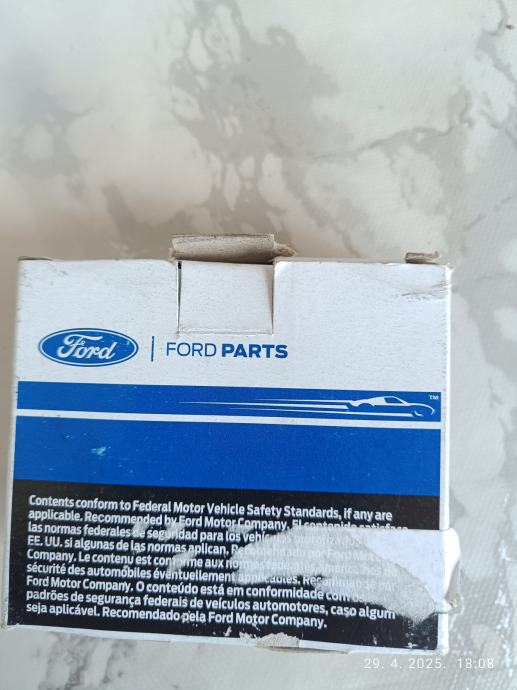 Ford | FORD PARTS
TM
Contents conform to Federal Motor Vehicle Safety Standards, if any are
applicable. Recommended by Ford Motor Company. El contenido satisface
las normas federales de seguridad para los vehículos
EE. UU. si algunas de las normas aplican. Recomendado por Ford Motor
Company. Le contenu est conforme aux normes fédérales américaines de
sécurité des automobiles éventuellement applicables. Recommandé
Ford Motor Company. O conteúdo está em conformidade com os
padrões de segurança federais de veículos automotores, caso algum
seja aplicável. Recomendado pela Ford Motor Company.
29. 4. 2025. 18:08